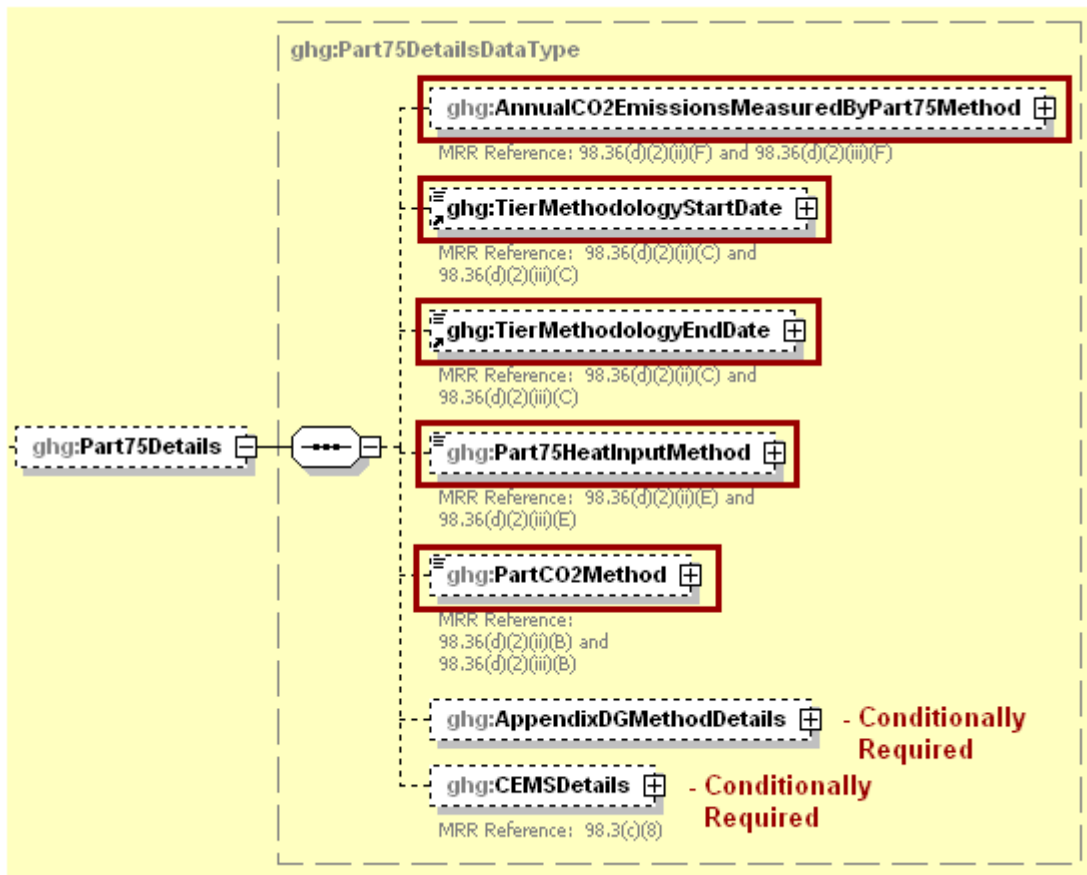 ghg:Part75DetailsDataType
ghg:AnnualCO2EmissionsMeasuredByPart75Method
MRR Reference: 98.36(d)(2)(ii)(F) and 98.36(d)(2)(iii)(F)
ghg:TierMethodologyStartDate
MRR Reference: 98.36(d)(2)(ii)(C) and
98.36(d)(2)(iii)(C)
ghg:TierMethodologyEndDate
MRR Reference: 98.36(d)(2)(ii)(C) and
98.36(d)(2)(iii)(C)
ghg:Part75Details
ghg:Part75HeatInputMethod
MRR Reference: 98.36(d)(2)(ii)(E) and
98.36(d)(2)(iii)(E)
ghg:PartCO2Method
MRR Reference:
98.36(d)(2)(ii)(B) and
98.36(d)(2)(iii)(B)
ghg:AppendixDGMethodDetails - Conditionally
Required
ghg:CEMSDetails - Conditionally
Required
MRR Reference: 98.3(c)(8)